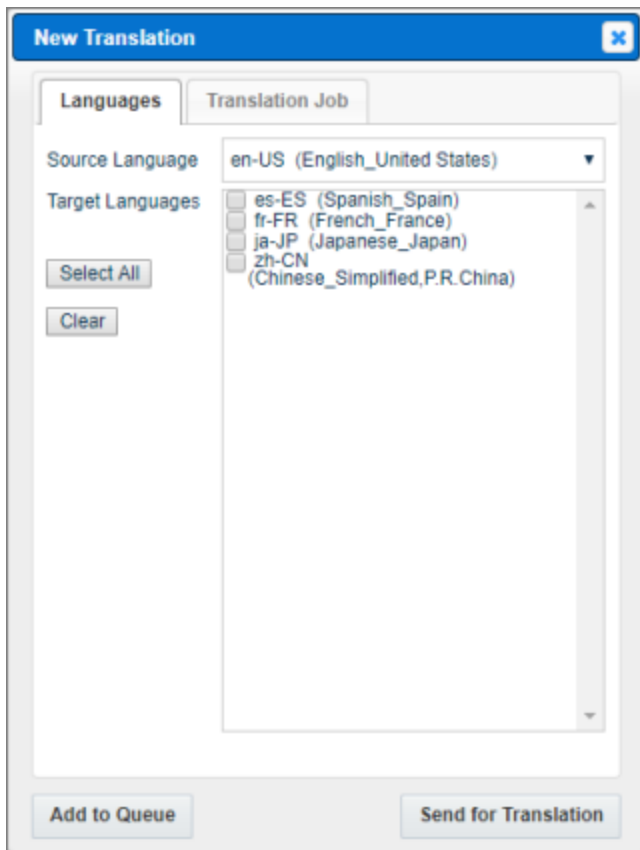 New Translation
Languages
Translation Job
Source Language
en-US (English_United States)
Target Languages
es-ES (Spanish_Spain)
fr-FR (French_France)
ja-JP (Japanese_Japan)
zh-CN
(Chinese_Simplified,P.R.China)
Select All
Clear
Add to Queue
Send for Translation